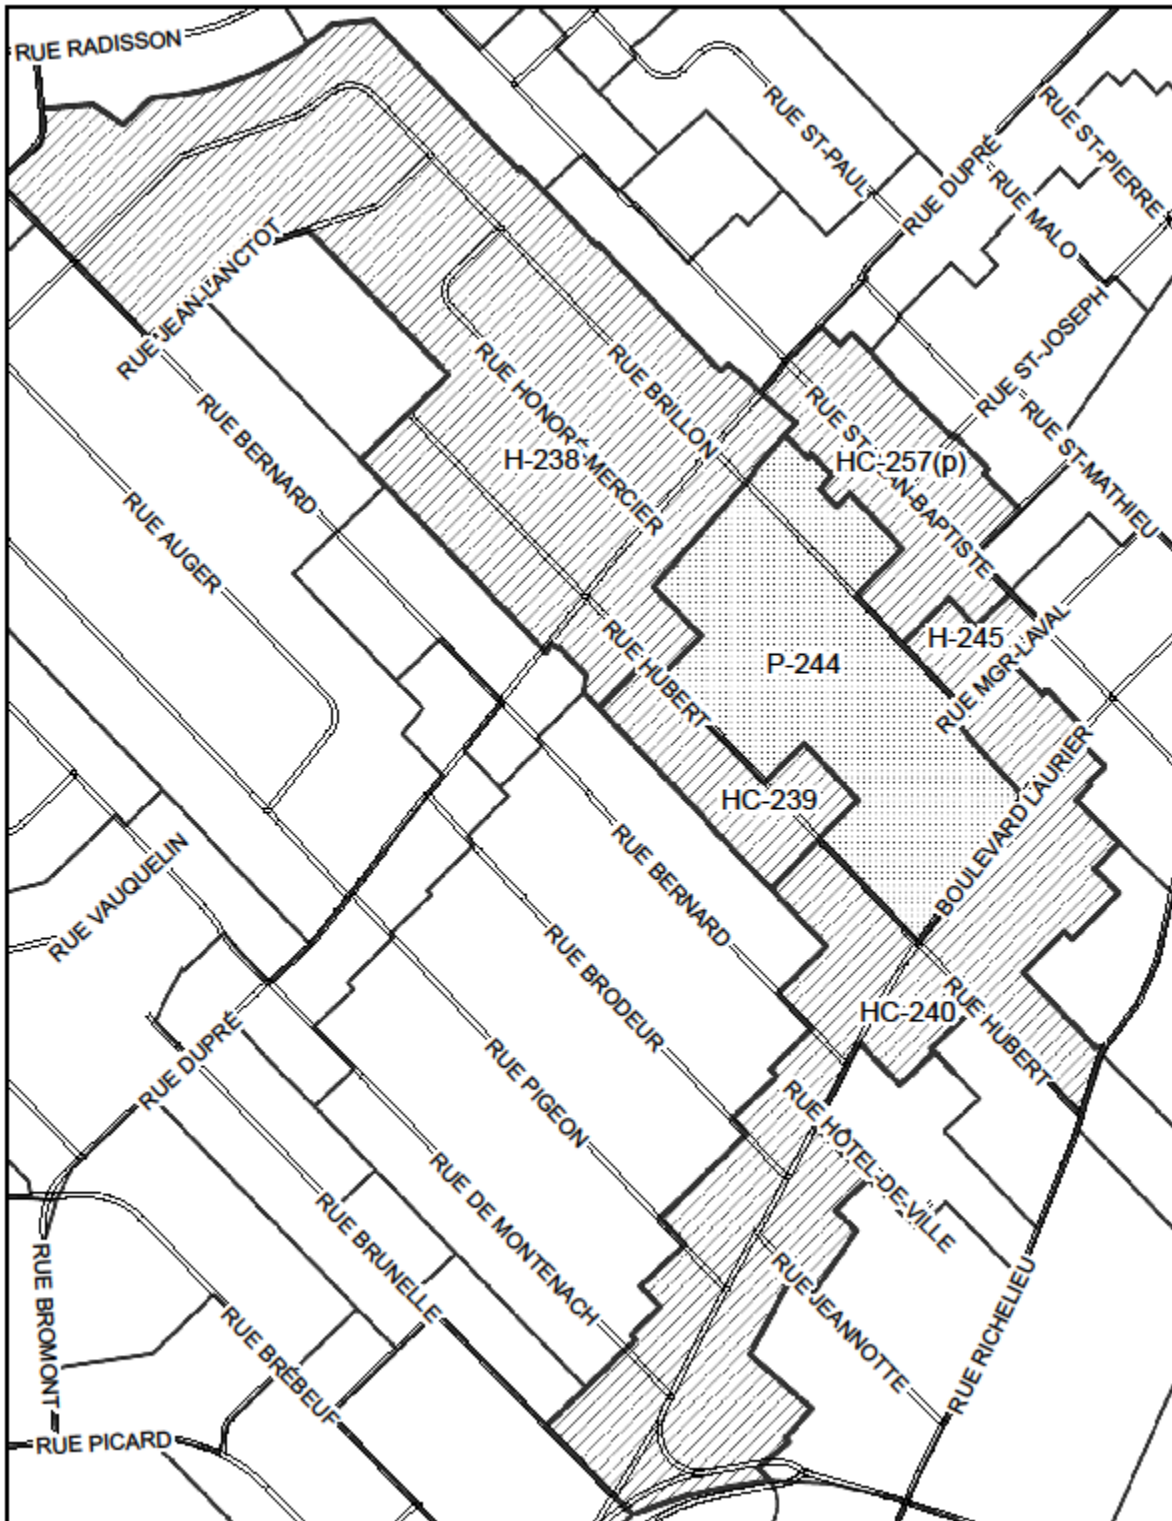 RUE RADISSON
RUE ST-PAUL
RUE ST-PIERRE
RUE DUPRÉ
RUE MALO
RUE JEAN-LANCTOT
RUE ST-JOSEPH
RUE HONORÉ-MERCIER
RUE BRILLON
RUE BERNARD
RUE ST-MATHIEU
H-238
HC-257(p)
RUE AUGER
H-245
P-244
RUE HUBERT
RUE MGR-LAVAL
HC-239
BOULEVARD LAURIER
RUE VAUQUELIN
RUE BERNARD
RUE BRODEUR
HC-240
RUE HUBERT
RUE DUPRÉ
RUE PIGEON
RUE HÔTEL-DE-VILLE
RUE DE MONTENACH
RUE BRUNELLE
RUE BROMONT
RUE BRÉBEUF
RUE JEANNOTTE
RUE RICHELIEU
RUE PICARD